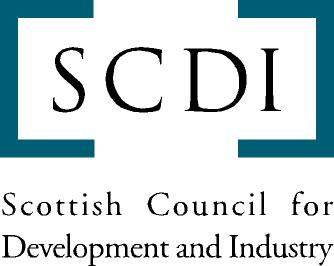 SCDI
Scottish Council for
Development and Industry